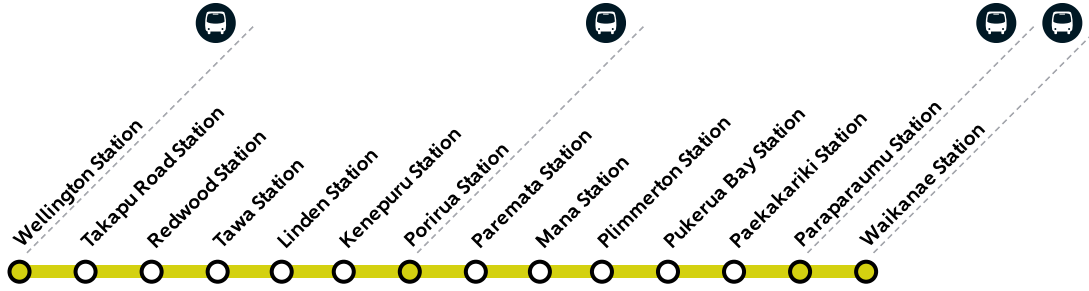 Wellington Station
Takapu Road Station
Redwood Station
Tawa Station
Linden Station
Kenepuru Station
Porirua Station
Paremata Station
Mana Station
Plimmerton Station
Pukerua Bay Station
Paekakariki Station
Paraparaumu Station
Waikanae Station